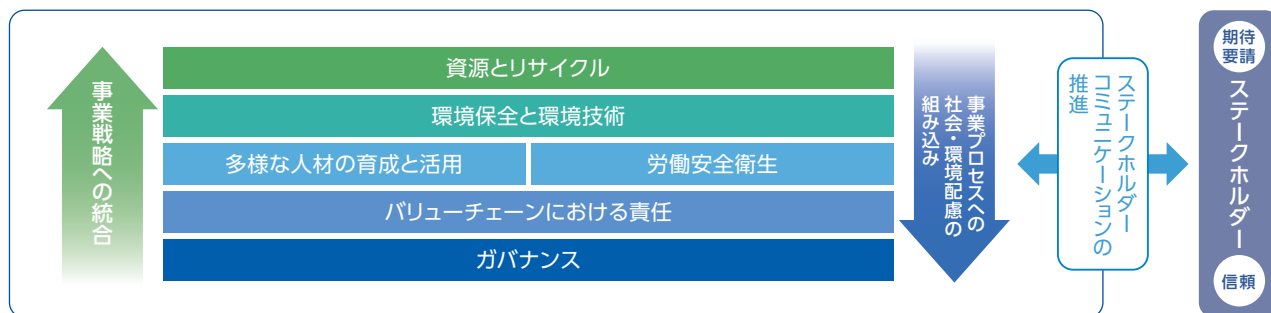 事業戦略への統合
資源とリサイクル
環境保全と環境技術
多様な人材の育成と活用
労働安全衛生
バリューチェーンにおける責任
ガバナンス
事業プロセスへの
社会・環境配慮の
組み込み
ステークホルダー
コミュニケーションの
推進
期待
要請
ステークホルダー
信頼